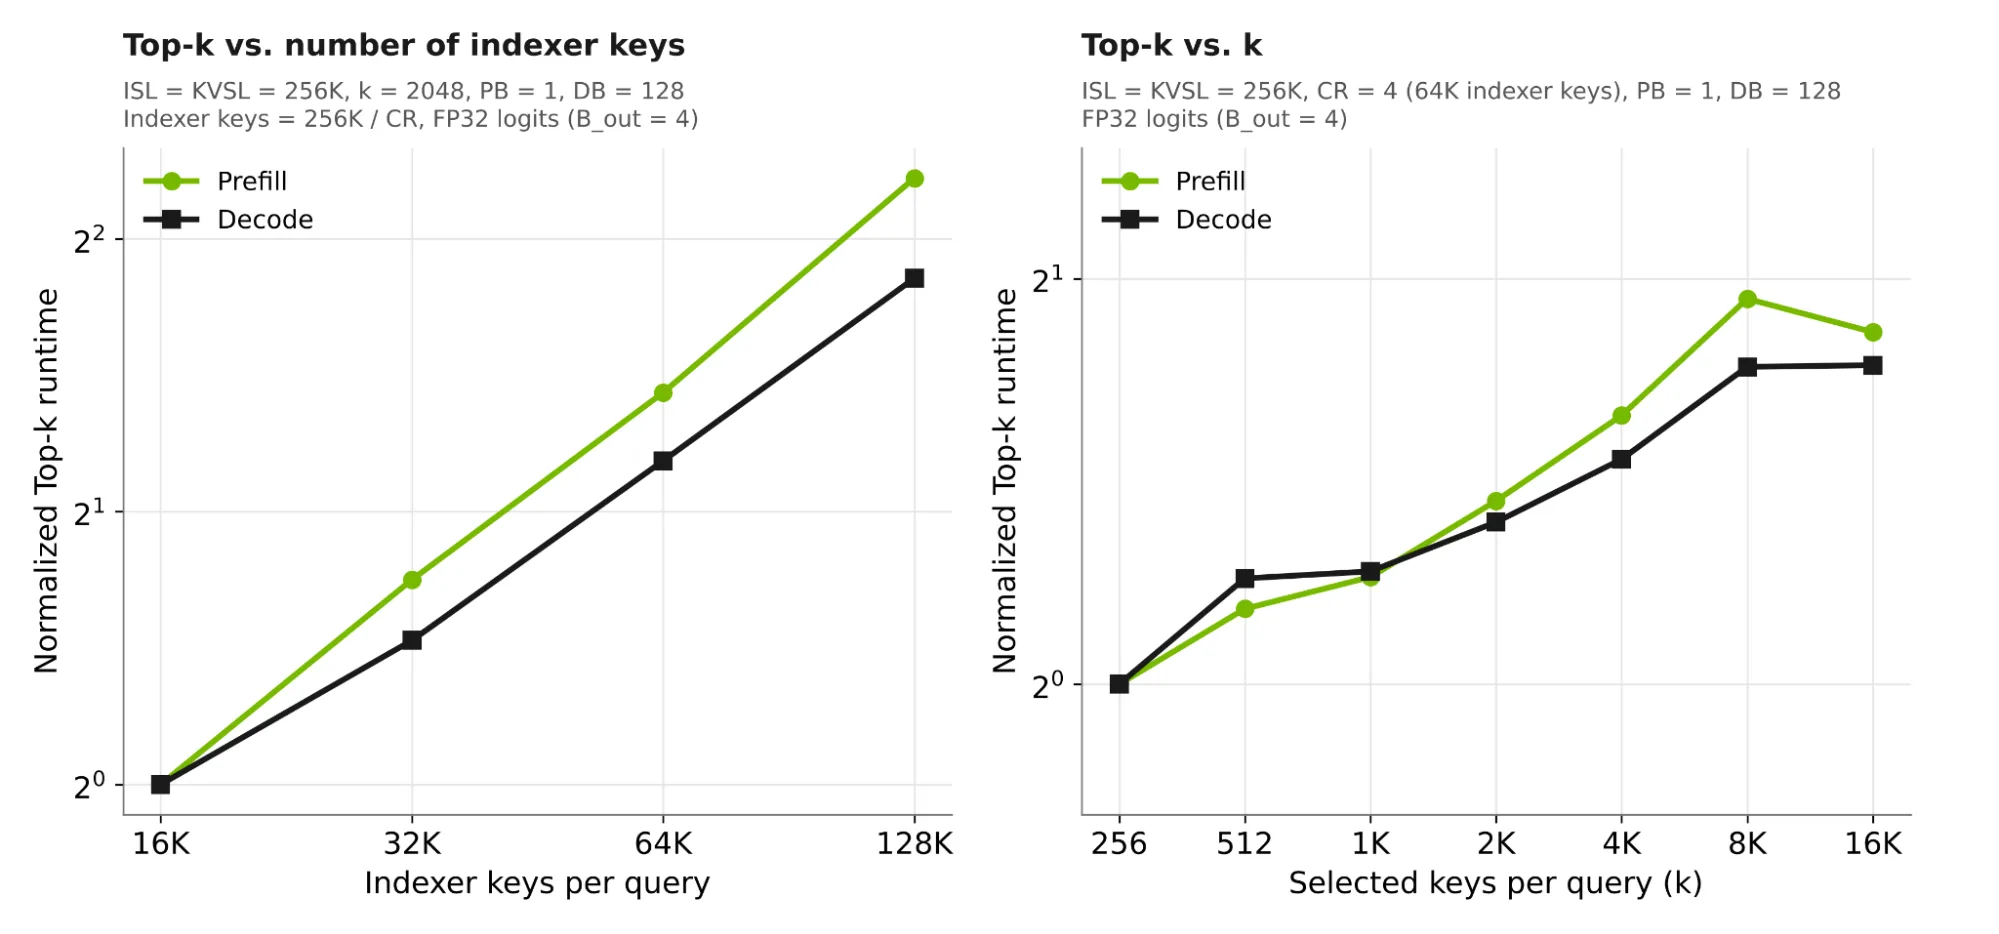 Top-k vs. number of indexer keys
ISL = KVSL = 256K, k = 2048, PB = 1, DB = 128
Indexer keys = 256K / CR, FP32 logits (B_out = 4)
Prefill
Decode
Normalized Top-k runtime
2²
2¹
2⁰
16K 32K 64K 128K
Indexer keys per query
Top-k vs. k
ISL = KVSL = 256K, CR = 4 (64K indexer keys), PB = 1, DB = 128
FP32 logits (B_out = 4)
Prefill
Decode
Normalized Top-k runtime
2¹
2⁰
256 512 1K 2K 4K 8K 16K
Selected keys per query (k)